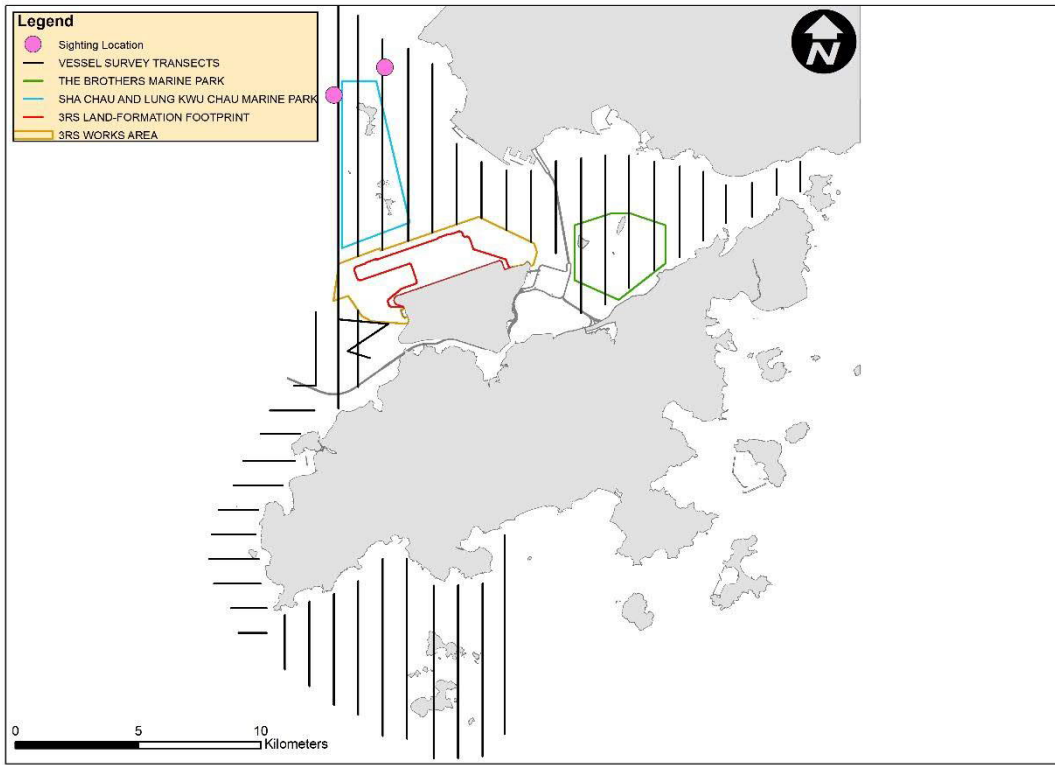 Legend
Sighting Location
VESSEL SURVEY TRANSECTS
THE BROTHERS MARINE PARK
SHA CHAU AND LUNG KWU CHAU MARINE PARK
3RS LAND-FORMATION FOOTPRINT
3RS WORKS AREA
N
0 5 10
Kilometers